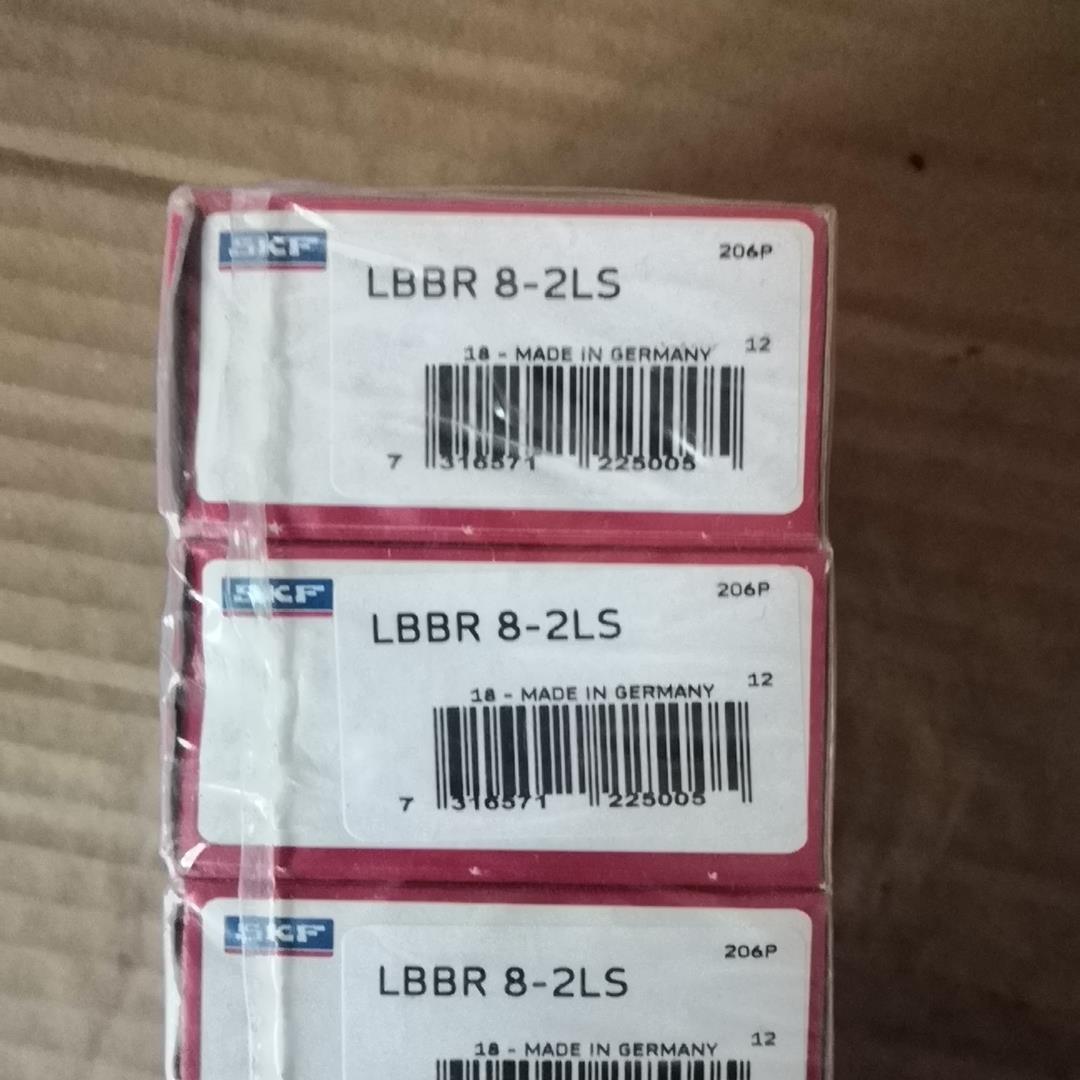 SKF
206P
LBBR 8-2LS
12
18 - MADE IN GERMANY
7 316571 225005
SKF
206P
LBBR 8-2LS
12
18 - MADE IN GERMANY
7 316571 225005
SKF
206P
LBBR 8-2LS
12
18 - MADE IN GERMANY